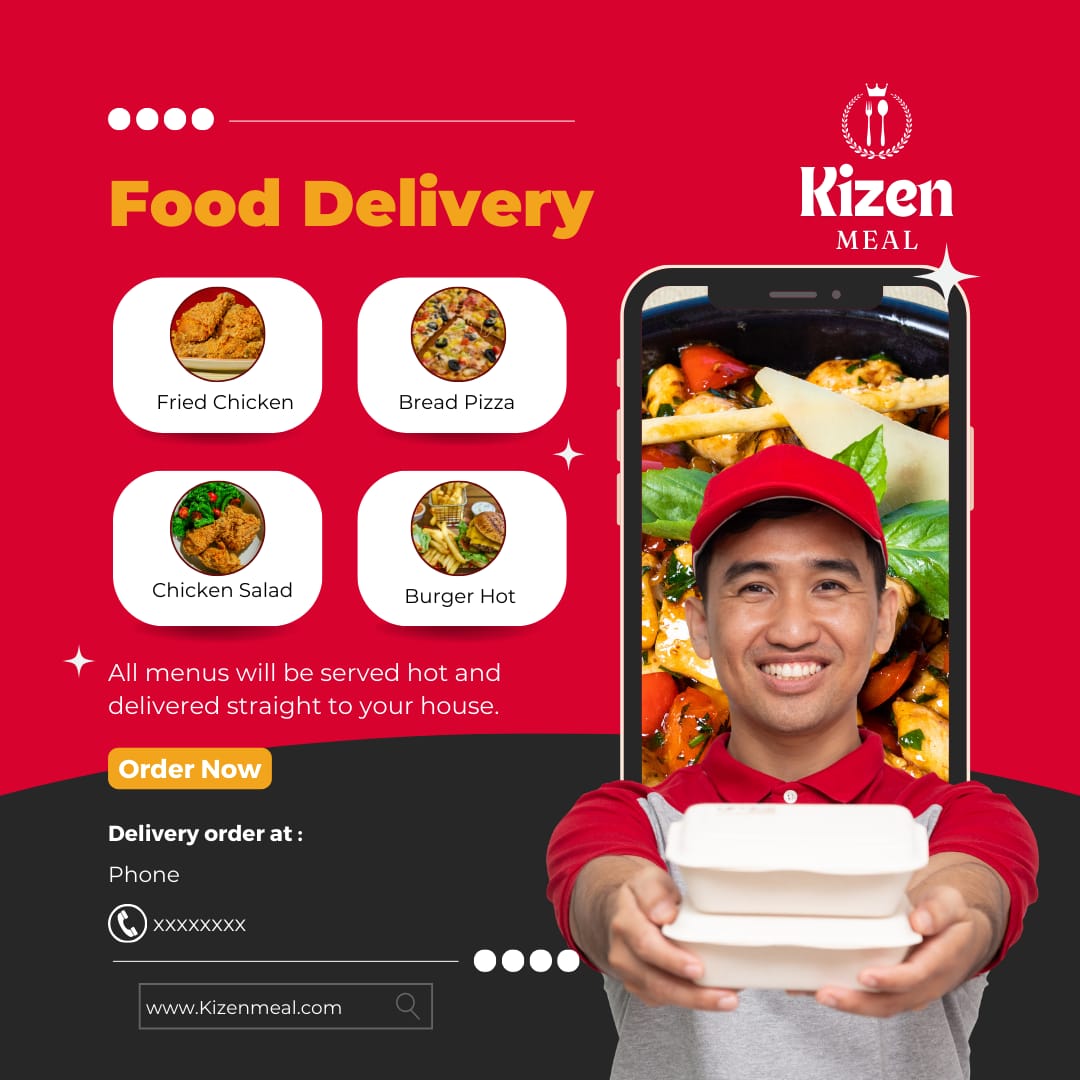 Kizen
MEAL
Food Delivery
Fried Chicken
Bread Pizza
Chicken Salad
Burger Hot
All menus will be served hot and
delivered straight to your house.
Order Now
Delivery order at :
Phone
xxxxxxxx
www.Kizenmeal.com